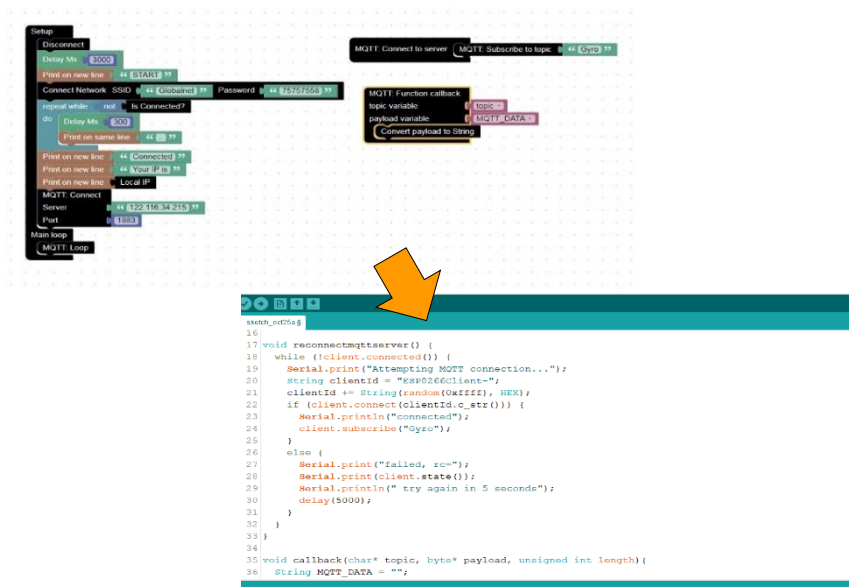 Setup
Disconnect
Delay Ms 3000
Print on new line “ START ”
Connect Network SSID “ Globalnet ” Password “ 75757558 ”
repeat while not Is Connected?
do Delay Ms 300
Print on same line “ . ”
Print on new line “ Connected ”
Print on new line “ Your IP is ”
Print on new line Local IP
MQTT: Connect
Server “ 122.116.34.215 ”
Port 1883
Main loop
MQTT: Loop
MQTT: Connect to server MQTT: Subscribe to topic “ Gyro ”
MQTT: Function callback
topic variable topic
payload variable MQTT_DATA
Convert payload to String
16
17 void reconnectmqttserver() {
18 while (!client.connected()) {
19 Serial.print("Attempting MQTT connection...");
20 String clientId = "ESP8266Client-";
21 clientId += String(random(0xffff), HEX);
22 if (client.connect(clientId.c_str())) {
23 Serial.println("connected");
24 client.subscribe("Gyro");
25 }
26 else {
27 Serial.print("failed, rc=");
28 Serial.print(client.state());
29 Serial.println(" try again in 5 seconds");
30 delay(5000);
31 }
32 }
33 }
34
35 void callback(char* topic, byte* payload, unsigned int length){
36 String MQTT_DATA = "";